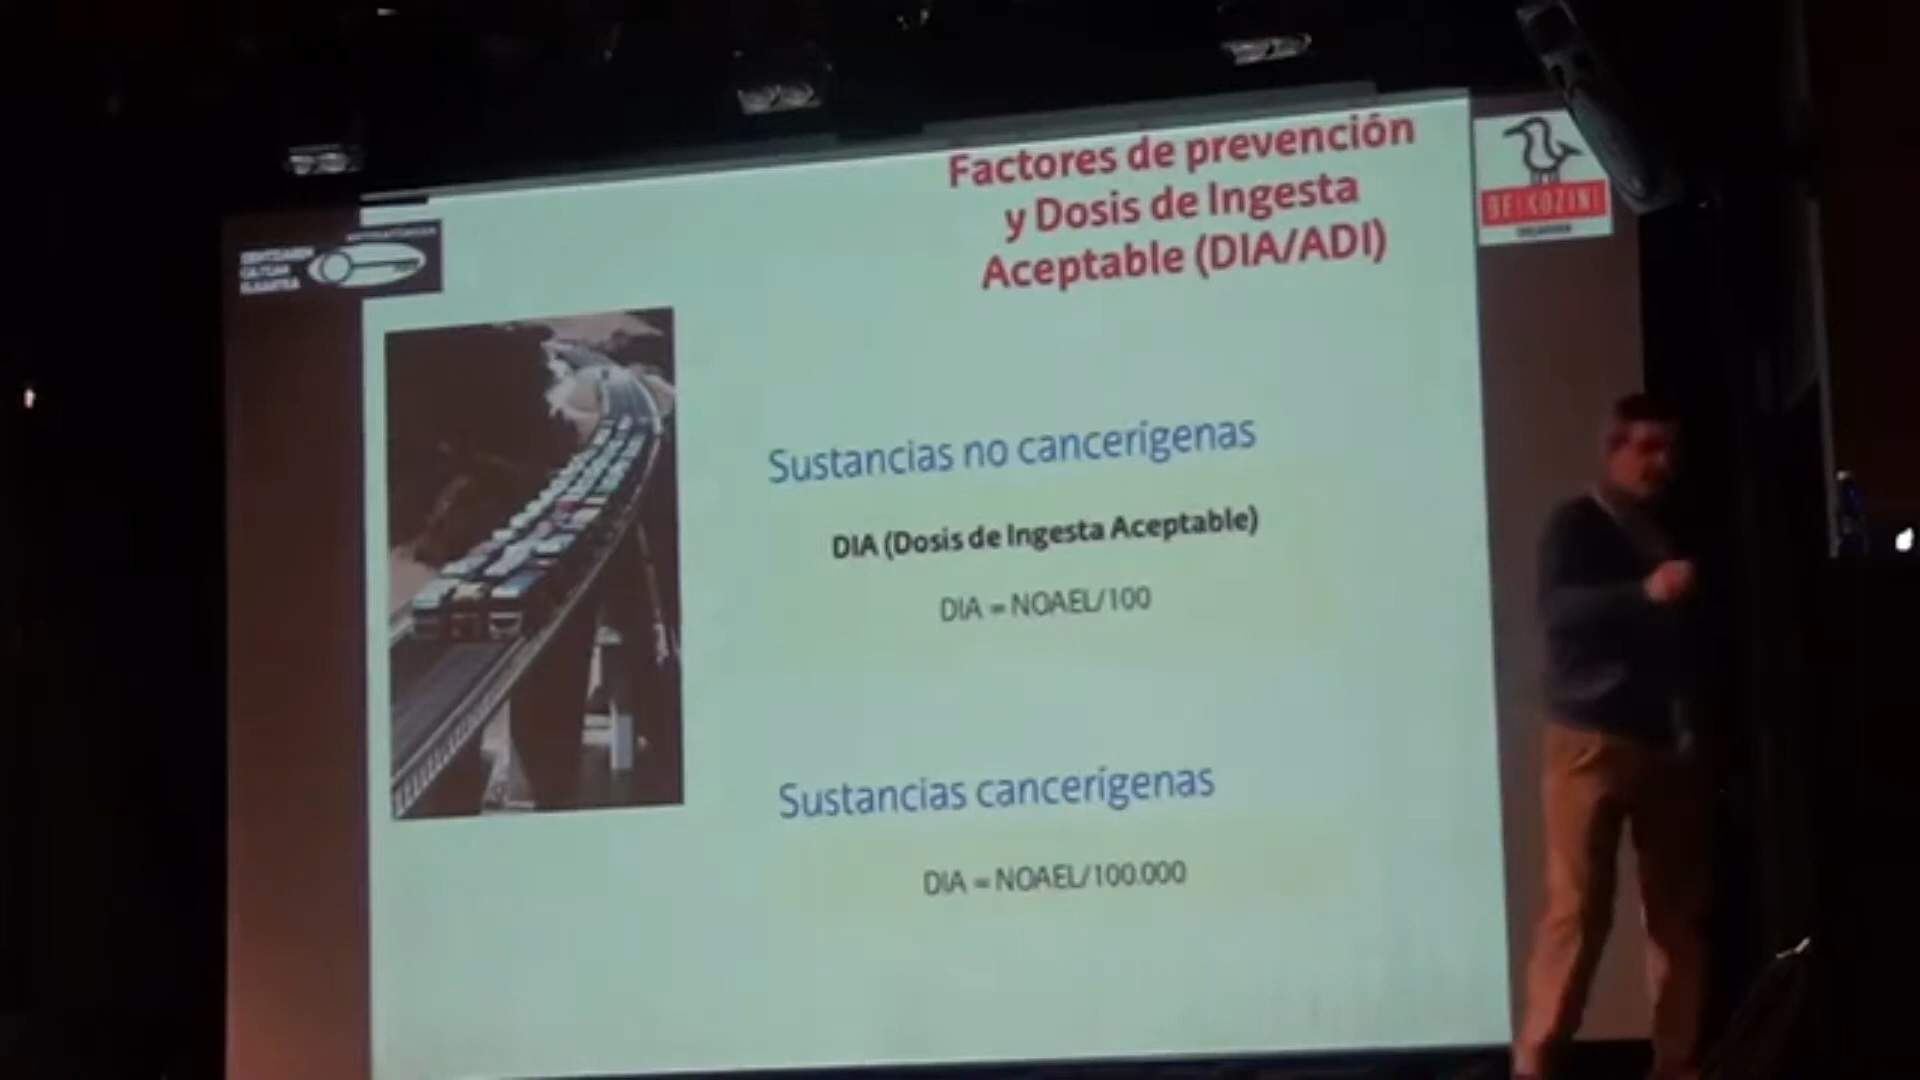 Factores de prevención
y Dosis de Ingesta
Aceptable (DIA/ADI)
Sustancias no cancerígenas
DIA (Dosis de Ingesta Aceptable)
DIA = NOAEL/100
Sustancias cancerígenas
DIA = NOAEL/100.000